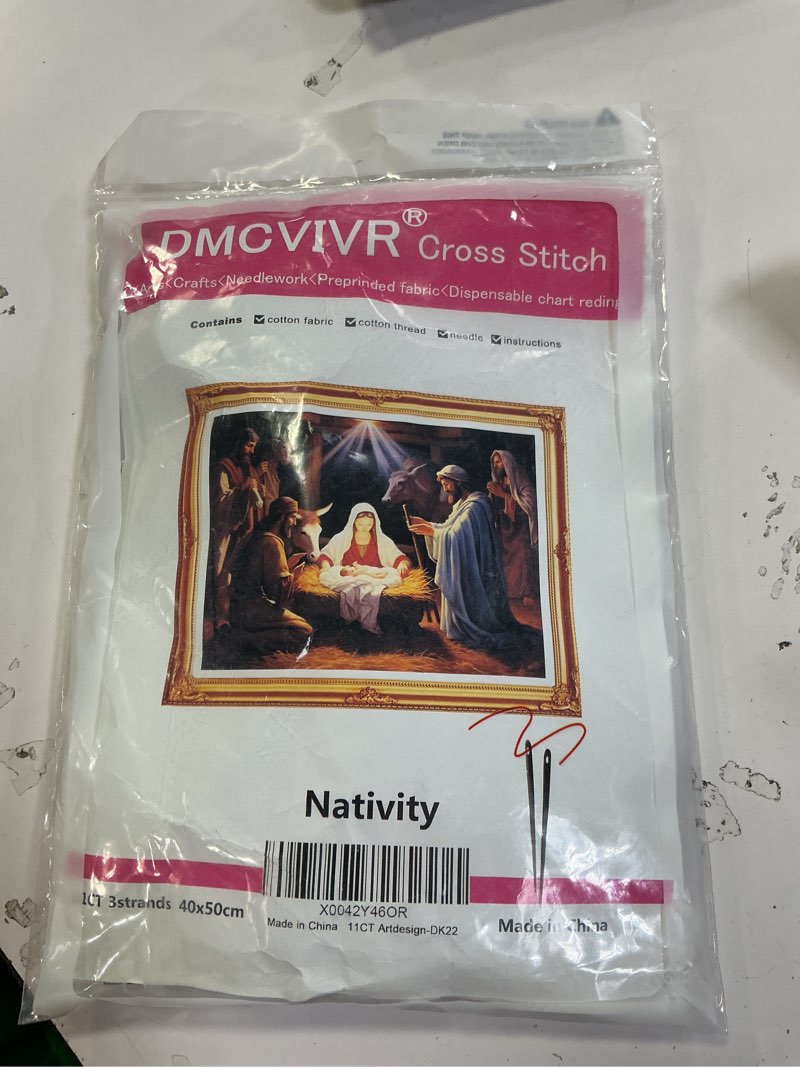 DMCVIVR® Cross Stitch
Crafts<Needlework<Preprinded fabric<Dispensable chart reding
Contains ☑ cotton fabric ☑ cotton thread ☑ needle ☑ instructions
Nativity
1CT 3strands 40x50cm
X0042Y46OR
Made in China 11CT Artdesign-DK22
Made in China